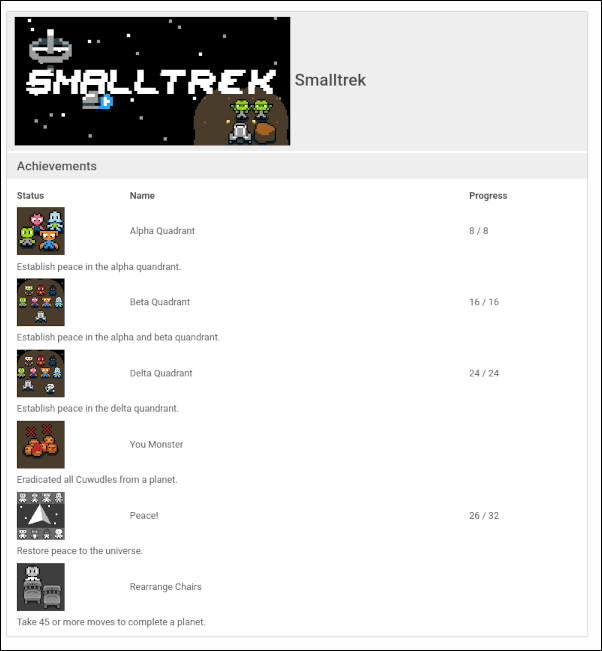 SMALLTREK
Smalltrek
Achievements
Status Name Progress
Alpha Quadrant 8 / 8
Establish peace in the alpha quandrant.
Beta Quadrant 16 / 16
Establish peace in the alpha and beta quandrant.
Delta Quadrant 24 / 24
Establish peace in the delta quandrant.
You Monster
Eradicated all Cuwudles from a planet.
Peace! 26 / 32
Restore peace to the universe.
Rearrange Chairs
Take 45 or more moves to complete a planet.